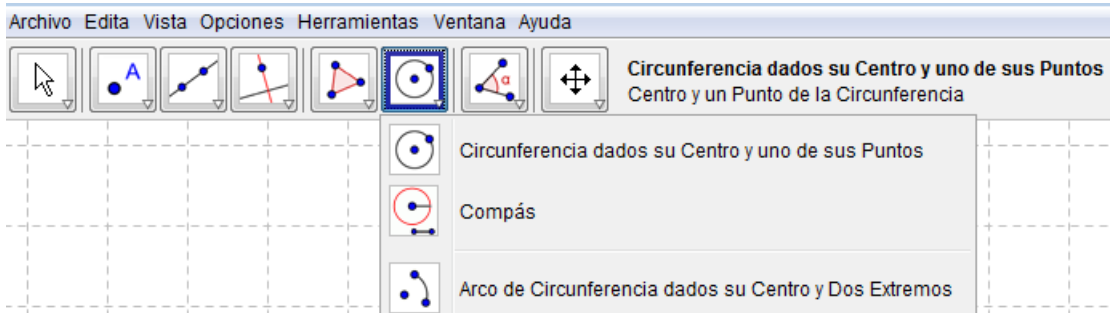 Archivo Edita Vista Opciones Herramientas Ventana Ayuda
A
α
Circunferencia dados su Centro y uno de sus Puntos
Centro y un Punto de la Circunferencia
Circunferencia dados su Centro y uno de sus Puntos
Compás
Arco de Circunferencia dados su Centro y Dos Extremos